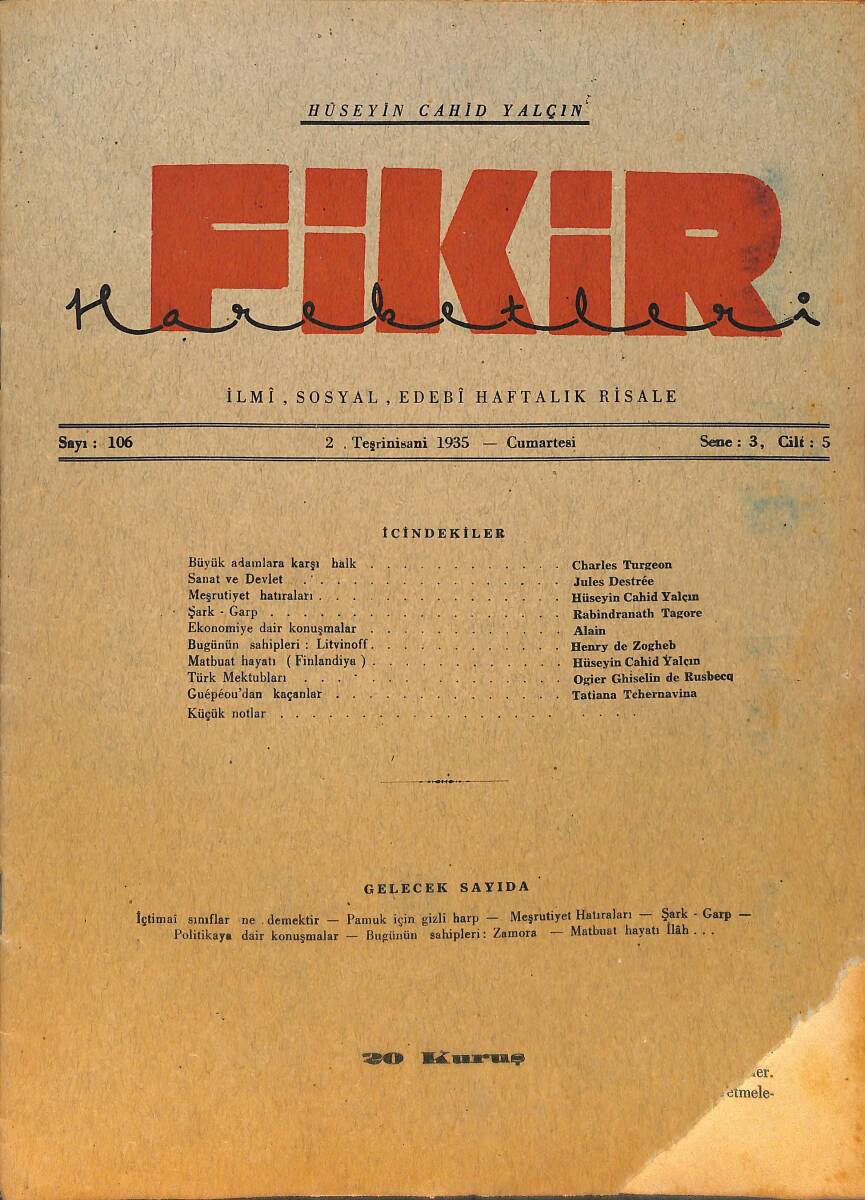 HÜSEYİN CAHİD YALÇIN
FİKİR
Hareketleri
İLMÎ, SOSYAL, EDEBÎ HAFTALIK RİSALE
Sayı : 106 2 . Teşrinisani 1935 — Cumartesi Sene : 3, Cilt : 5
İCİNDEKİLER
Büyük adamlara karşı halk . . . . . . . . . . . Charles Turgeon
Sanat ve Devlet . . . . . . . . . . . . . . Jules Destrée
Meşrutiyet hatıraları . . . . . . . . . . . . . . Hüseyin Cahid Yalçın
Şark - Garp . . . . . . . . . . . . . . . Rabindranath Tagore
Ekonomiye dair konuşmalar . . . . . . . . . . . Alain
Bugünün sahipleri : Litvinoff . . . . . . . . . . . Henry de Zogheb
Matbuat hayatı ( Finlandiya ) . . . . . . . . . . . Hüseyin Cahid Yalçın
Türk Mektubları . . . . . . . . . . . . . . Ogier Ghiselin de Rusbecq
Guépéou'dan kaçanlar . . . . . . . . . . . . . Tatiana Tchernavina
Küçük notlar . . . . . . . . . . . . . . . . . .
GELECEK SAYIDA
İçtimaî sınıflar ne demektir — Pamuk için gizli harp — Meşrutiyet Hatıraları — Şark - Garp —
Politikaya dair konuşmalar — Bugünün sahipleri : Zamora — Matbuat hayatı İlâh . . .
20 Kuruş
er.
etmele-